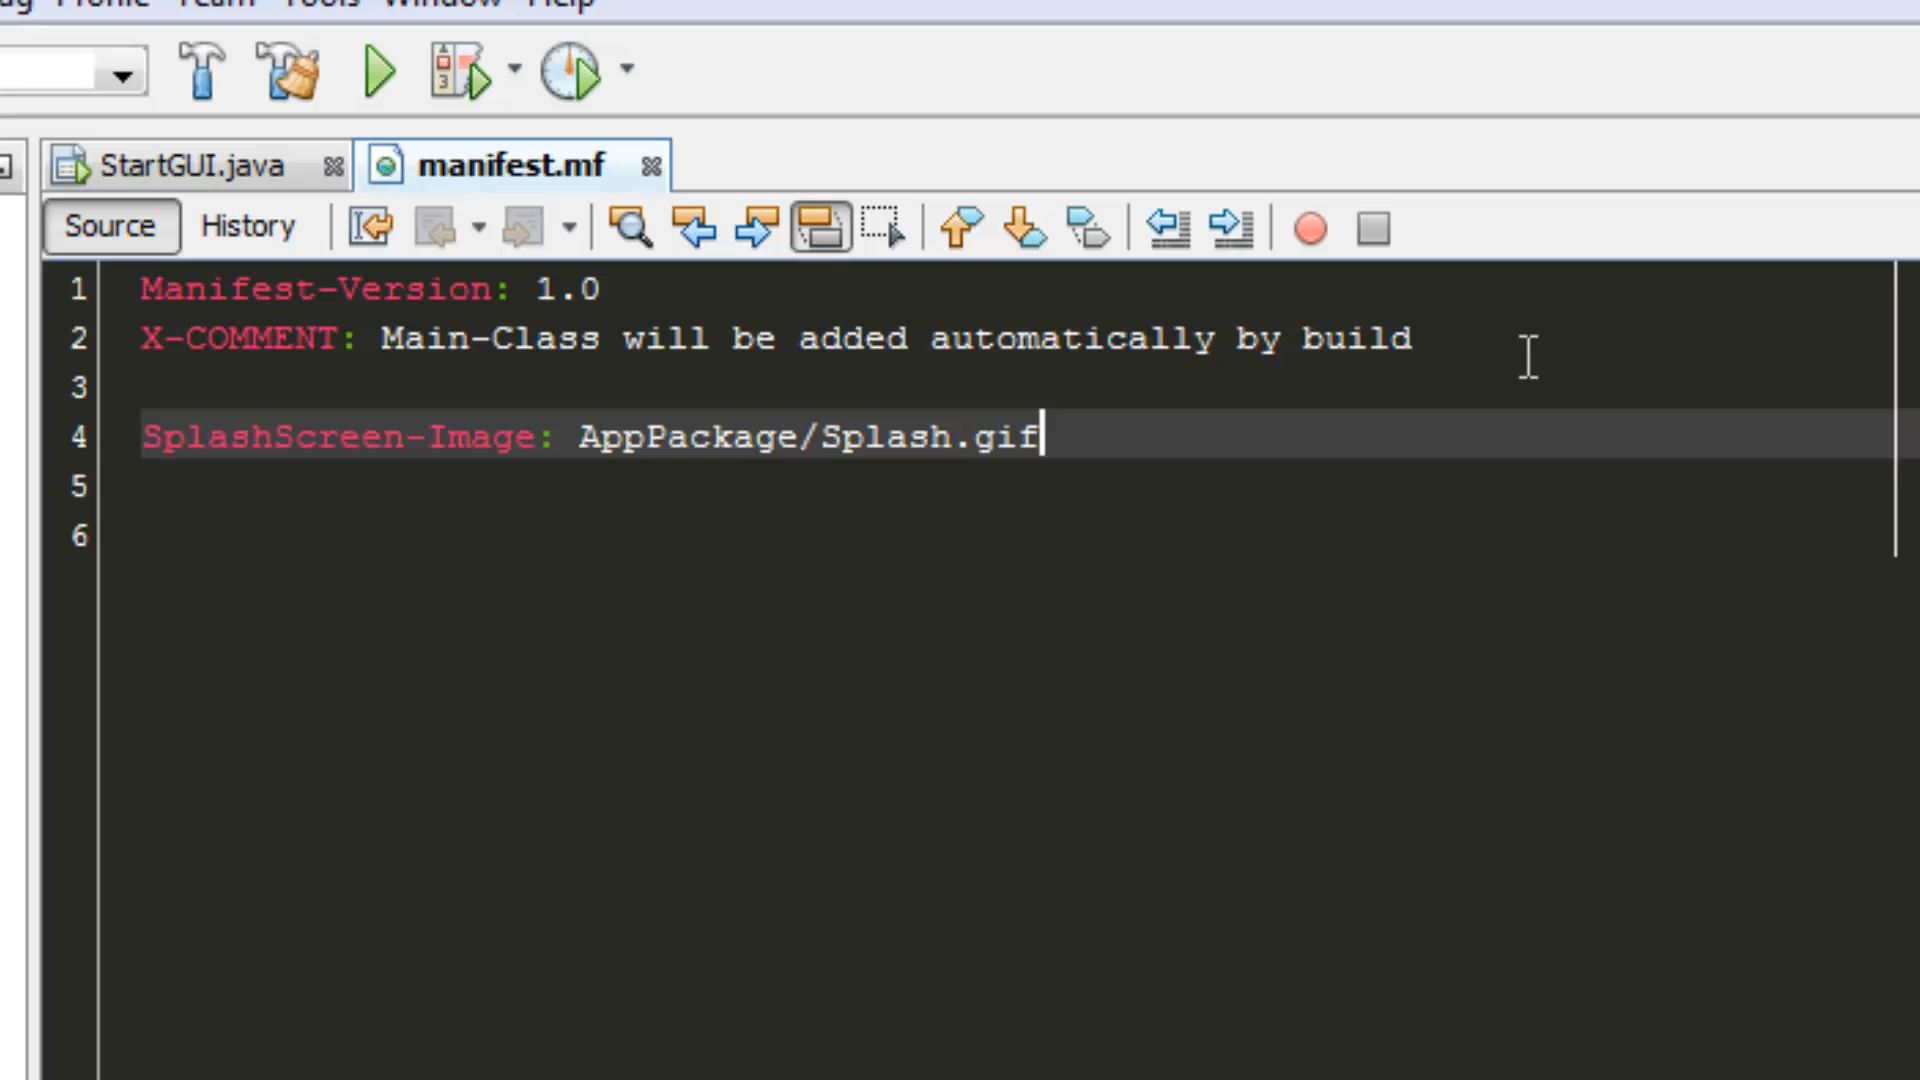 Window
StartGUI.java manifest.mf
Source History
1 Manifest-Version: 1.0
2 X-COMMENT: Main-Class will be added automatically by build
3
4 SplashScreen-Image: AppPackage/Splash.gif
5
6